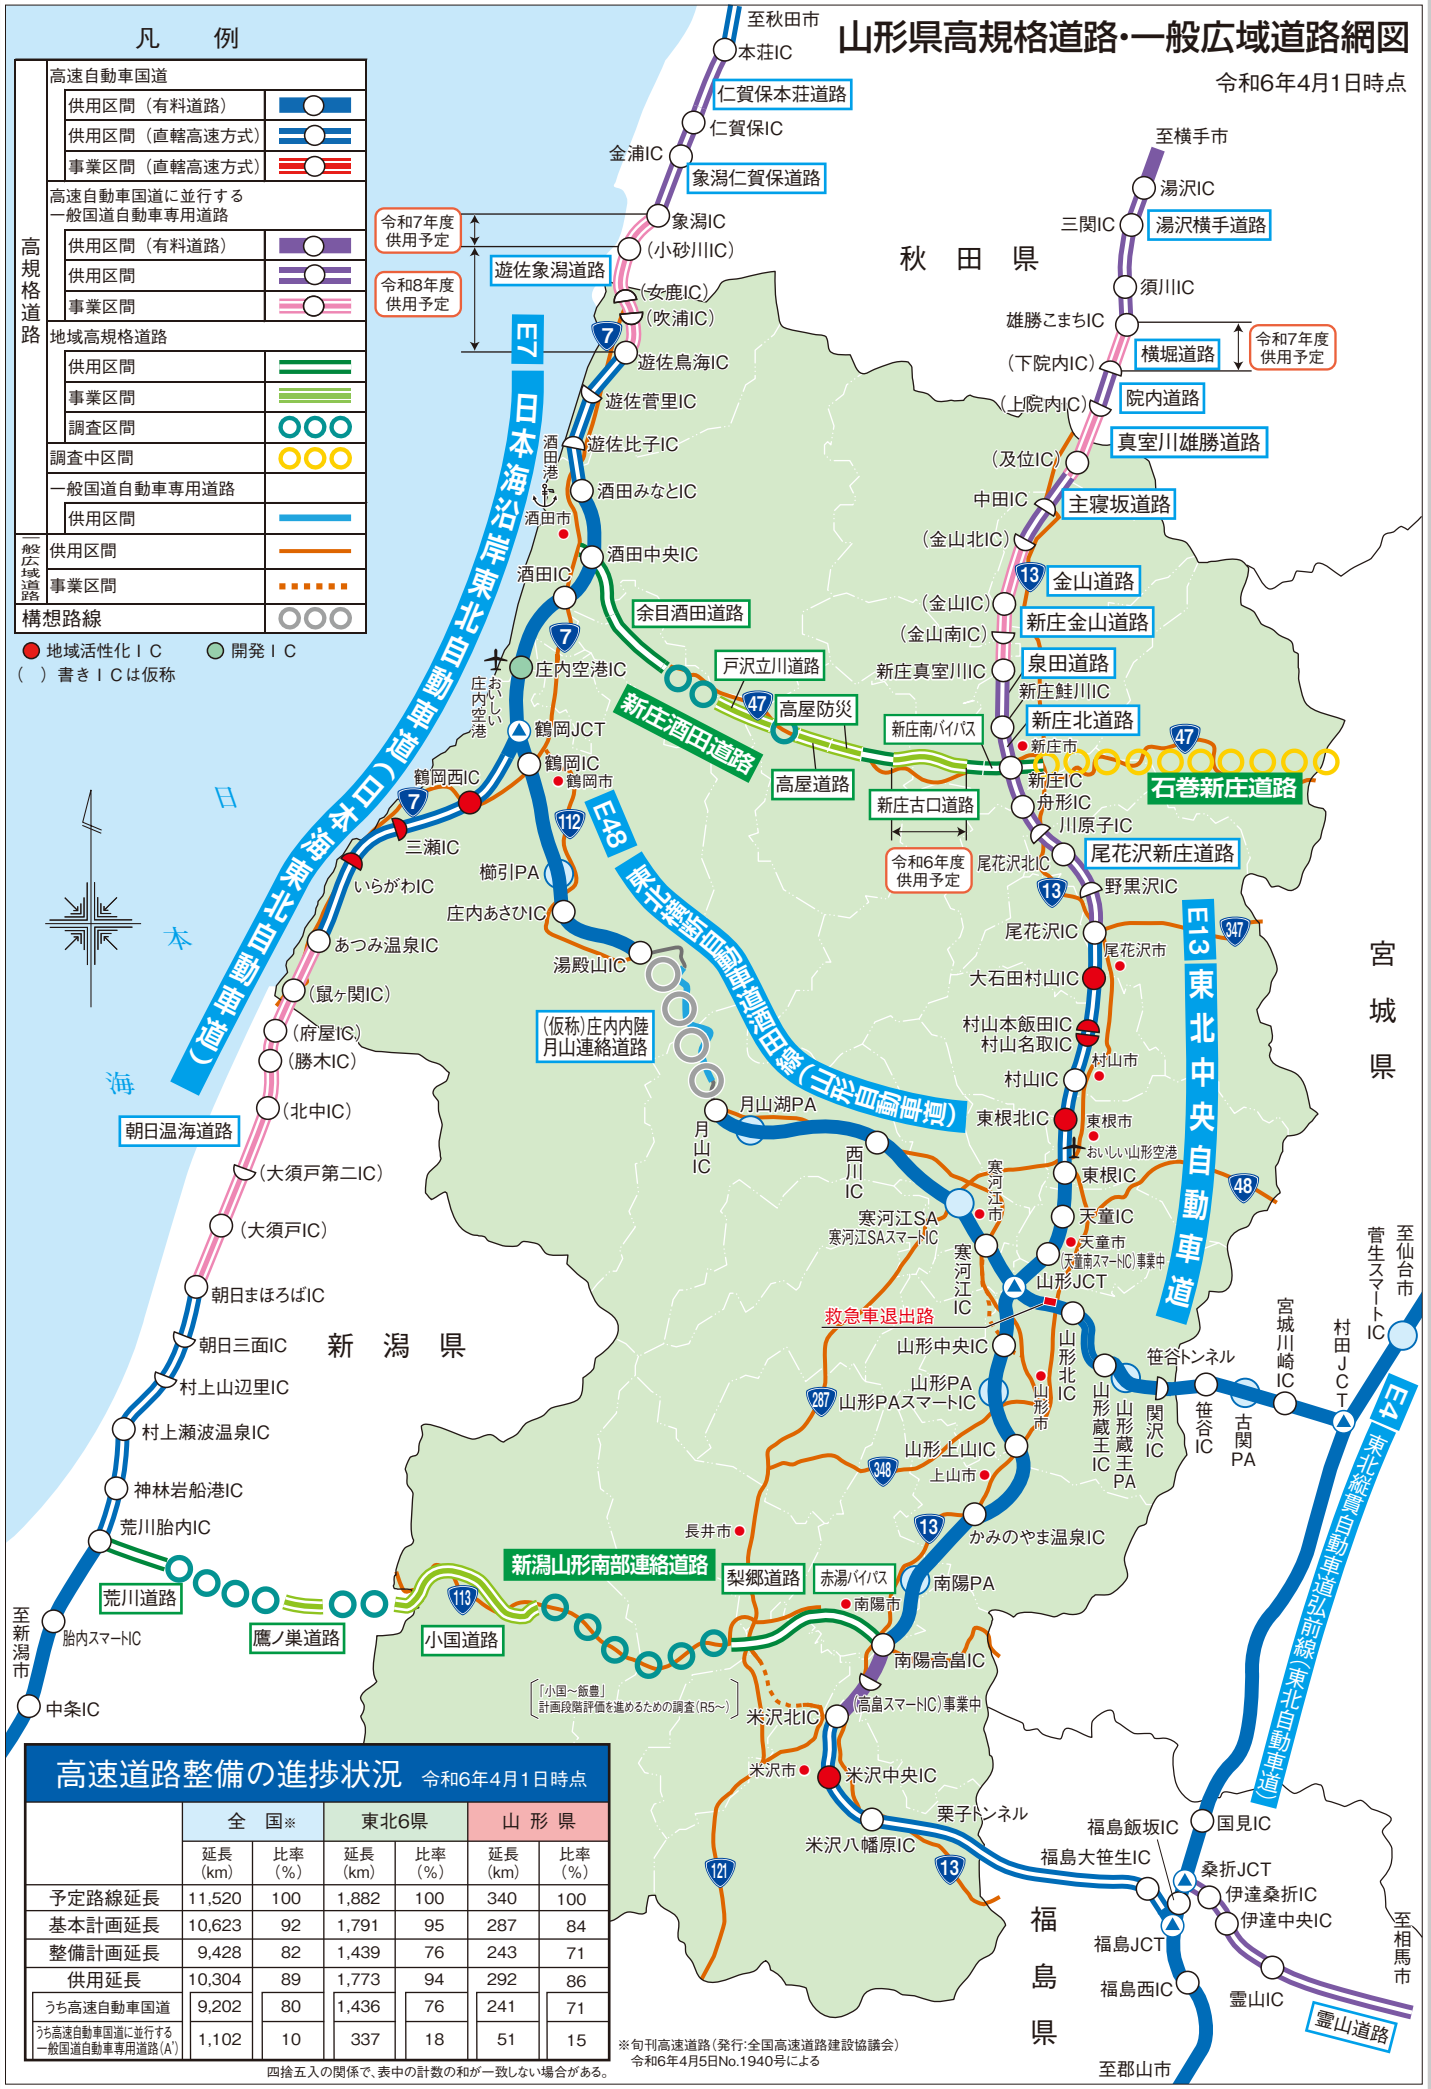 山形県高規格道路・一般広域道路網図
令和6年4月1日時点
凡　例
高規格道路
高速自動車国道
供用区間（有料道路）
供用区間（直轄高速方式）
事業区間（直轄高速方式）
高速自動車国道に並行する
一般国道自動車専用道路
供用区間（有料道路）
供用区間
事業区間
地域高規格道路
供用区間
事業区間
調査区間
調査中区間
一般国道自動車専用道路
供用区間
一般広域道路
供用区間
事業区間
構想路線
地域活性化ＩＣ
開発ＩＣ
（　）書きＩＣは仮称
至秋田市
本荘IC
仁賀保本荘道路
仁賀保IC
金浦IC
象潟仁賀保道路
象潟IC
令和7年度
供用予定
(小砂川IC)
遊佐象潟道路
令和8年度
供用予定
(女鹿IC)
(吹浦IC)
7
遊佐鳥海IC
遊佐菅里IC
遊佐比子IC
酒田港
酒田みなとIC
酒田市
酒田中央IC
酒田IC
7
余目酒田道路
庄内空港IC
おいしい
庄内空港
鶴岡JCT
鶴岡IC
鶴岡市
鶴岡西IC
7
三瀬IC
いらがわIC
あつみ温泉IC
(鼠ヶ関IC)
(府屋IC)
(勝木IC)
(北中IC)
朝日温海道路
(大須戸第二IC)
(大須戸IC)
朝日まほろばIC
朝日三面IC
村上山辺里IC
村上瀬波温泉IC
神林岩船港IC
荒川胎内IC
荒川道路
至新潟市
胎内スマートIC
中条IC
E7
日本海沿岸東北自動車道(日本海東北自動車道)
日
本
海
秋田県
宮城県
新潟県
福島県
至横手市
湯沢IC
三関IC
湯沢横手道路
須川IC
雄勝こまちIC
横堀道路
令和7年度
供用予定
(下院内IC)
院内道路
(上院内IC)
真室川雄勝道路
(及位IC)
中田IC
主寝坂道路
(金山北IC)
13
金山道路
(金山IC)
新庄金山道路
(金山南IC)
泉田道路
新庄真室川IC
新庄鮭川IC
新庄北道路
新庄市
47
新庄IC
石巻新庄道路
舟形IC
川原子IC
尾花沢新庄道路
尾花沢北IC
13
野黒沢IC
尾花沢IC
347
尾花沢市
大石田村山IC
村山本飯田IC
村山名取IC
村山市
村山IC
東根北IC
東根市
おいしい山形空港
東根IC
48
天童IC
天童市
(天童南スマートIC)事業中
山形JCT
E13
東北中央自動車道
戸沢立川道路
47
高屋防災
新庄酒田道路
高屋道路
新庄南バイパス
新庄古口道路
令和6年度
供用予定
112
E48
東北横断自動車道酒田線(山形自動車道)
櫛引PA
庄内あさひIC
湯殿山IC
(仮称)庄内内陸
月山連絡道路
月山湖PA
月山IC
西川IC
寒河江SA
寒河江SAスマートIC
寒河江市
寒河江IC
救急車退出路
山形中央IC
山形北IC
山形PA
山形PAスマートIC
山形市
287
348
山形上山IC
上山市
山形蔵王IC
山形蔵王PA
関沢IC
笹谷トンネル
笹谷IC
古関PA
宮城川崎IC
村田JCT
菅生スマートIC
至仙台市
E4
東北縦貫自動車道弘前線(東北自動車道)
長井市
13
かみのやま温泉IC
新潟山形南部連絡道路
梨郷道路
赤湯バイパス
南陽PA
南陽市
鷹ノ巣道路
113
小国道路
南陽高畠IC
「小国～飯豊」
計画段階評価を進めるための調査(R5～)
米沢北IC
(高畠スマートIC)事業中
米沢市
米沢中央IC
栗子トンネル
米沢八幡原IC
121
13
福島大笹生IC
福島飯坂IC
国見IC
桑折JCT
伊達桑折IC
伊達中央IC
福島JCT
福島西IC
霊山IC
霊山道路
至相馬市
至郡山市
高速道路整備の進捗状況　令和6年4月1日時点
全　国※　東北6県　山形県
延長(km)　比率(%)　延長(km)　比率(%)　延長(km)　比率(%)
予定路線延長　11,520　100　1,882　100　340　100
基本計画延長　10,623　92　1,791　95　287　84
整備計画延長　9,428　82　1,439　76　243　71
供用延長　10,304　89　1,773　94　292　86
うち高速自動車国道　9,202　80　1,436　76　241　71
うち高速自動車国道に並行する
一般国道自動車専用道路(A')　1,102　10　337　18　51　15
四捨五入の関係で、表中の計数の和が一致しない場合がある。
※旬刊高速道路(発行:全国高速道路建設協議会)
令和6年4月5日No.1940号による